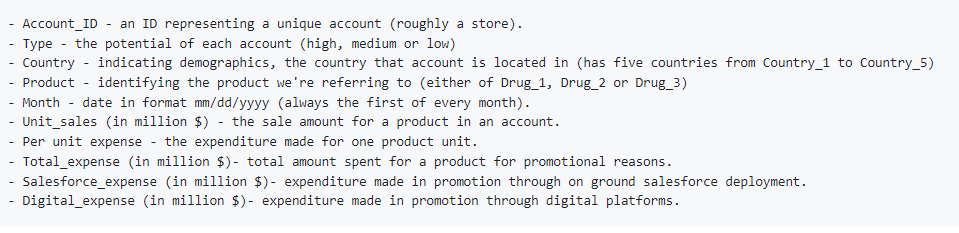 - Account_ID - an ID representing a unique account (roughly a store).
- Type - the potential of each account (high, medium or low)
- Country - indicating demographics, the country that account is located in (has five countries from Country_1 to Country_5)
- Product - identifying the product we're referring to (either of Drug_1, Drug_2 or Drug_3)
- Month - date in format mm/dd/yyyy (always the first of every month).
- Unit_sales (in million $) - the sale amount for a product in an account.
- Per unit expense - the expenditure made for one product unit.
- Total_expense (in million $)- total amount spent for a product for promotional reasons.
- Salesforce_expense (in million $)- expenditure made in promotion through on ground salesforce deployment.
- Digital_expense (in million $)- expenditure made in promotion through digital platforms.